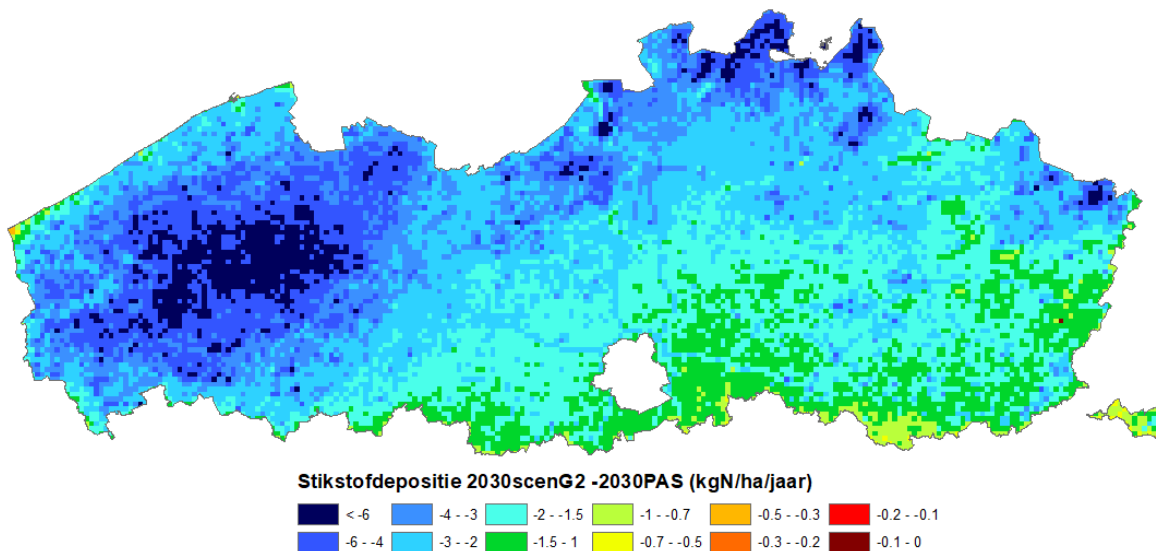 Stikstofdepositie 2030scenG2 -2030PAS (kgN/ha/jaar)
< -6 -4 - -3 -2 - -1.5 -1 - -0.7 -0.5 - -0.3 -0.2 - -0.1
-6 - -4 -3 - -2 -1.5 - 1 -0.7 - -0.5 -0.3 - -0.2 -0.1 - 0